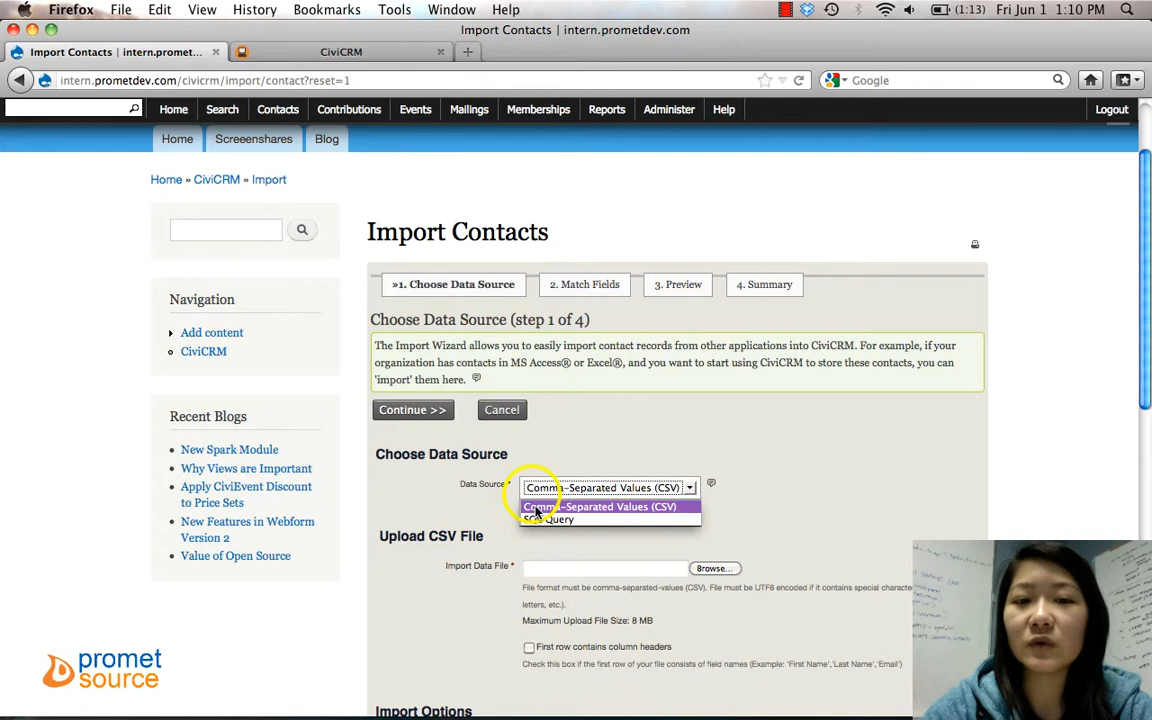 Firefox File Edit View History Bookmarks Tools Window Help (1:13) Fri Jun 1 1:10 PM
Import Contacts | intern.prometdev.org
Import Contacts | intern.promet... CiviCRM
intern.prometdev.org/civicrm/import/contact?reset=1 Google
Home Search Contacts Contributions Events Mailings Memberships Reports Administer Help Logout
Home Screeenshares Blog
Home » CiviCRM » Import
Import Contacts
»1. Choose Data Source 2. Match Fields 3. Preview 4. Summary
Navigation
Add content
CiviCRM
Choose Data Source (step 1 of 4)
The Import Wizard allows you to easily import contact records from other applications into CiviCRM. For example, if your
organization has contacts in MS Access® or Excel®, and you want to start using CiviCRM to store these contacts, you can
'import' them here.
Continue >> Cancel
Recent Blogs
New Spark Module
Why Views are Important
Apply CiviEvent Discount
to Price Sets
New Features in Webform
Version 2
Value of Open Source
Choose Data Source
Data Source * Comma-Separated Values (CSV)
Comma-Separated Values (CSV)
SQL Query
Upload CSV File
Import Data File * Browse...
File format must be comma-separated-values (CSV). File must be UTF8 encoded if it contains special characte
letters, etc.).
Maximum Upload File Size: 8 MB
First row contains column headers
Check this box if the first row of your file consists of field names (Example: 'First Name','Last Name','Email')
Import Options
promet
source